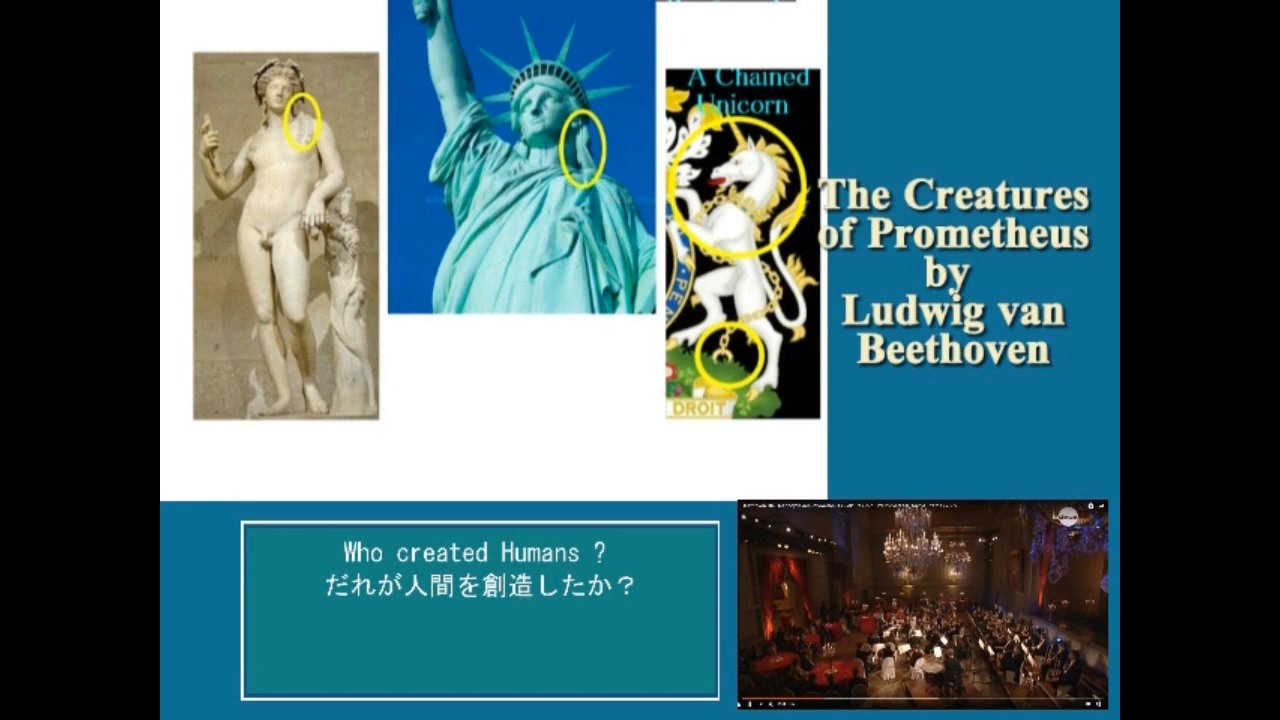 A Chained
Unicorn
PEN
DROIT
The Creatures
of Prometheus
by
Ludwig van
Beethoven
Who created Humans ?
だれが人間を創造したか？